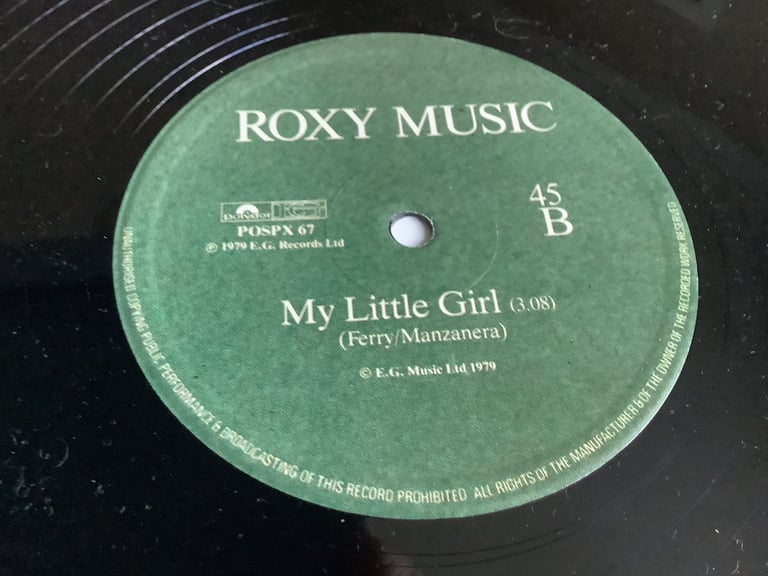 ROXY MUSIC
polydor EG
POSPX 67
℗ 1979 E.G. Records Ltd
45
B
My Little Girl (3.08)
(Ferry/Manzanera)
© E.G. Music Ltd 1979
UNAUTHORISED COPYING PUBLIC PERFORMANCE & BROADCASTING OF THIS RECORD PROHIBITED ALL RIGHTS OF THE MANUFACTURER & OF THE OWNER OF THE RECORDED WORK RESERVED